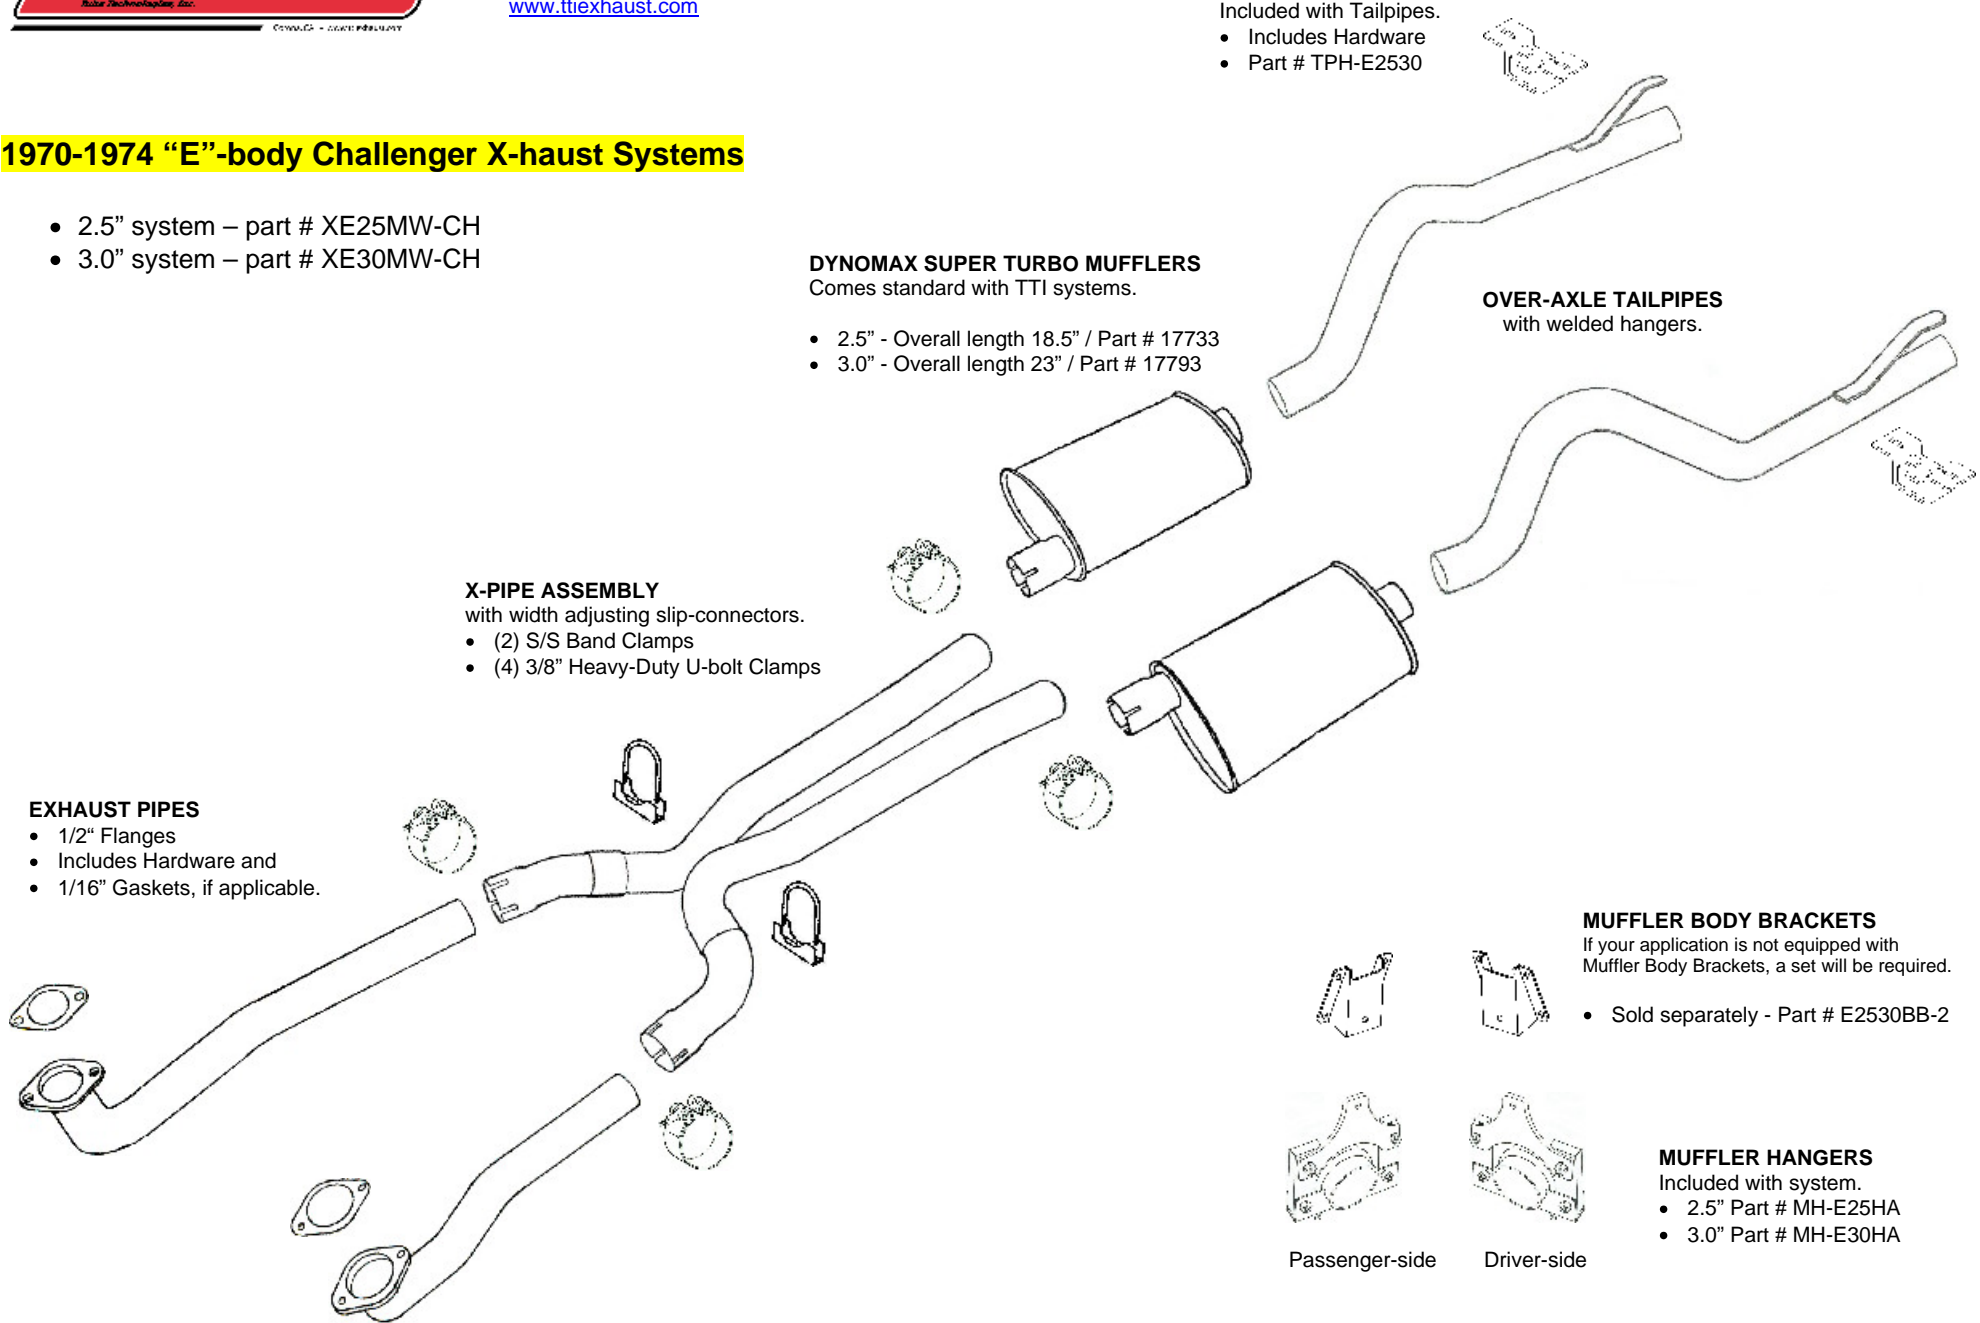 Tube Technologies, Inc.
www.ttiexhaust.com
Included with Tailpipes.
• Includes Hardware
• Part # TPH-E2530
1970-1974 “E”-body Challenger X-haust Systems
• 2.5” system – part # XE25MW-CH
• 3.0” system – part # XE30MW-CH
DYNOMAX SUPER TURBO MUFFLERS
Comes standard with TTI systems.
• 2.5” - Overall length 18.5” / Part # 17733
• 3.0” - Overall length 23” / Part # 17793
OVER-AXLE TAILPIPES
with welded hangers.
X-PIPE ASSEMBLY
with width adjusting slip-connectors.
• (2) S/S Band Clamps
• (4) 3/8” Heavy-Duty U-bolt Clamps
EXHAUST PIPES
• 1/2“ Flanges
• Includes Hardware and
• 1/16” Gaskets, if applicable.
MUFFLER BODY BRACKETS
If your application is not equipped with
Muffler Body Brackets, a set will be required.
• Sold separately - Part # E2530BB-2
MUFFLER HANGERS
Included with system.
• 2.5” Part # MH-E25HA
• 3.0” Part # MH-E30HA
Passenger-side
Driver-side